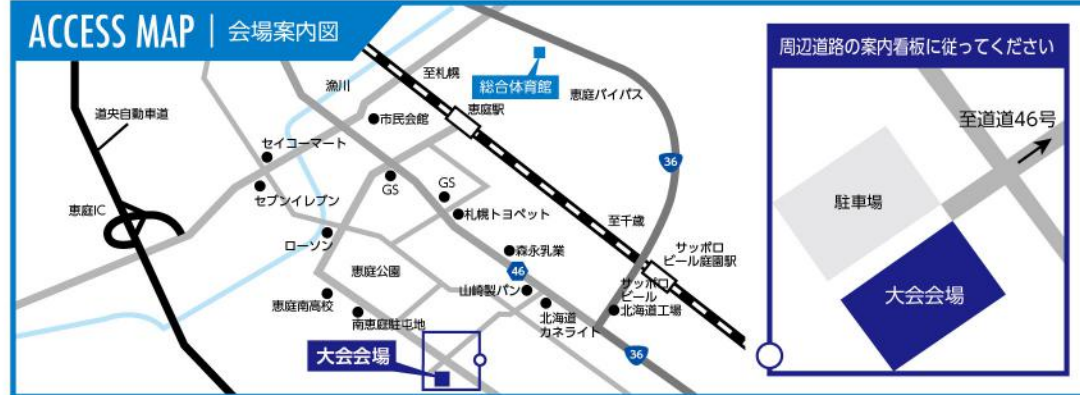 ACCESS MAP | 会場案内図
周辺道路の案内看板に従ってください
至札幌
総合体育館
漁川
恵庭駅
恵庭バイパス
道央自動車道
市民会館
至道道46号
セイコーマート
36
GS
GS
セブンイレブン
駐車場
恵庭IC
札幌トヨペット
至千歳
ローソン
森永乳業
サッポロ
ビール庭園駅
恵庭公園
46
山崎製パン
サッポロ
ビール
北海道工場
大会会場
恵庭南高校
南恵庭駐屯地
北海道
カネライト
36
大会会場